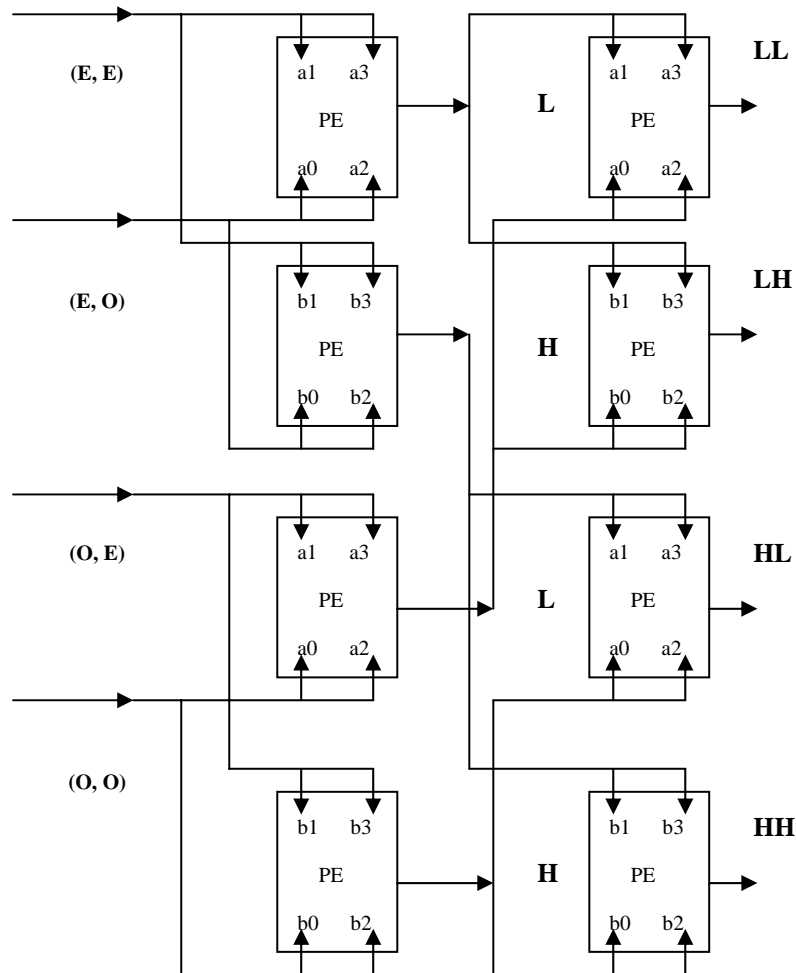 LL
(E, E)
a1 a3
a1 a3
L
PE
PE
a0 a2
a0 a2
LH
(E, O)
b1 b3
b1 b3
H
PE
PE
b0 b2
b0 b2
HL
(O, E)
a1 a3
a1 a3
L
PE
PE
a0 a2
a0 a2
(O, O)
HH
b1 b3
b1 b3
PE
H
PE
b0 b2
b0 b2